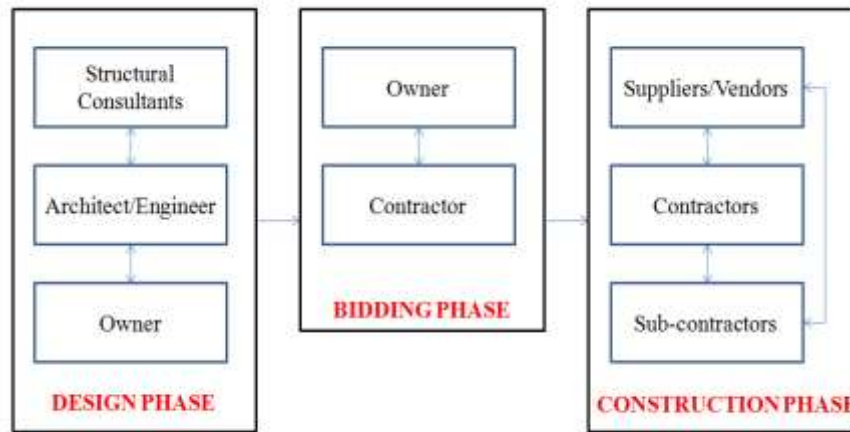 Structural
Consultants
Architect/Engineer
Owner
DESIGN PHASE
Owner
Contractor
BIDDING PHASE
Suppliers/Vendors
Contractors
Sub-contractors
CONSTRUCTION PHASE